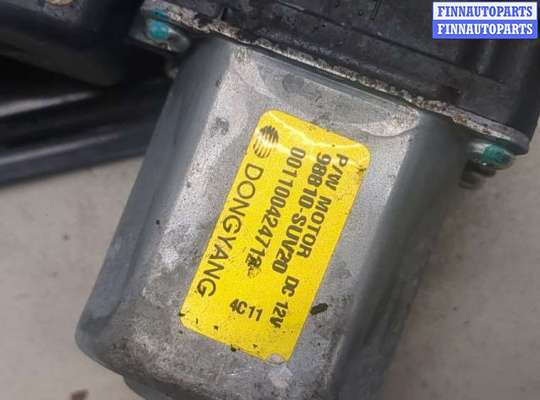 FINNAUTOPARTS
FINNAUTOPARTS
P/W MOTOR DC 12V
98810-SUV20
DONGYANG
4C11